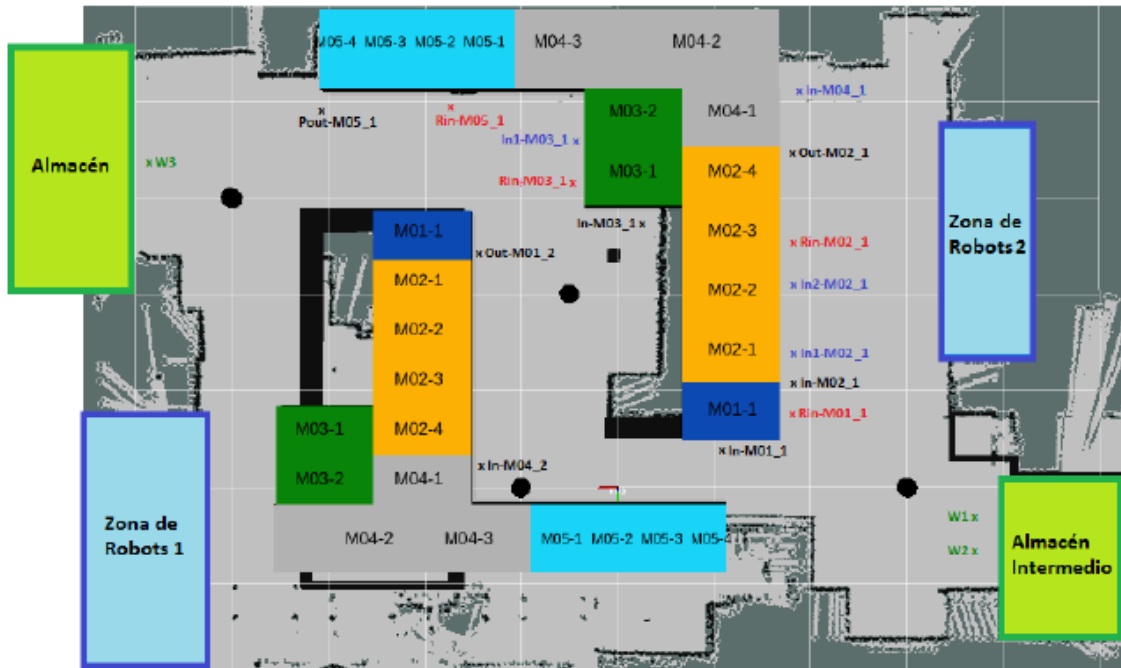 M05-4 M05-3 M05-2 M05-1 M04-3 M04-2
x In-M04_1
Pout-M05_1 Rin-M05_1 M03-2 M04-1
In1-M03_1 x
x Out-M02_1
Almacén x W3
M03-1 M02-4
Rin-M03_1 x
In-M03_1 x
M01-1 M02-3 x Rin-M02_1
Zona de
Robots 2
x Out-M01_2
M02-1 M02-2 x In2-M02_1
M02-2 M02-1 x In1-M02_1
M02-3 x In-M02_1
M01-1 x Rin-M01_1
M03-1 M02-4
x In-M01_1
x In-M04_2
M03-2 M04-1
Zona de
Robots 1
W1 x
M04-2 M04-3 M05-1 M05-2 M05-3 M05-4
W2 x
Almacén
Intermedio